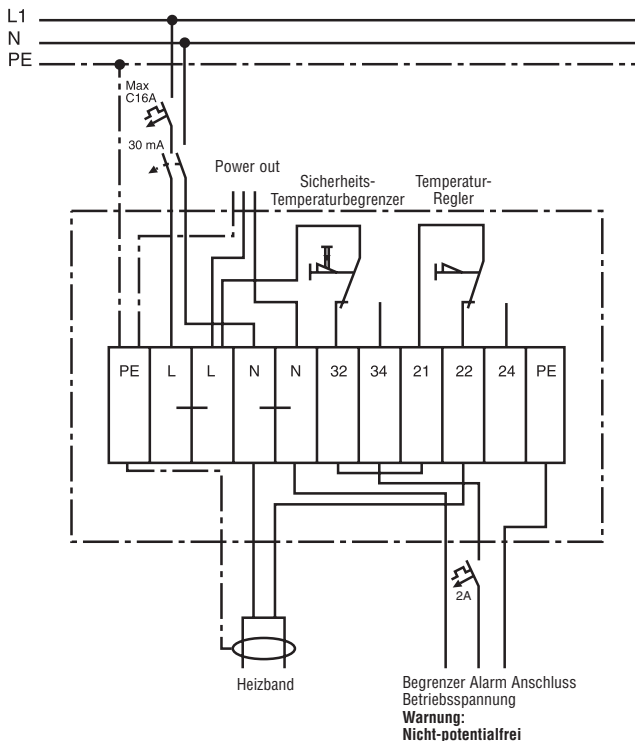 L1
N
PE
Max
C16A
30 mA
Power out
Sicherheits-
Temperaturbegrenzer
Temperatur-
Regler
PE L L N N 32 34 21 22 24 PE
2A
Heizband
Begrenzer Alarm Anschluss
Betriebsspannung
Warnung:
Nicht-potentialfrei